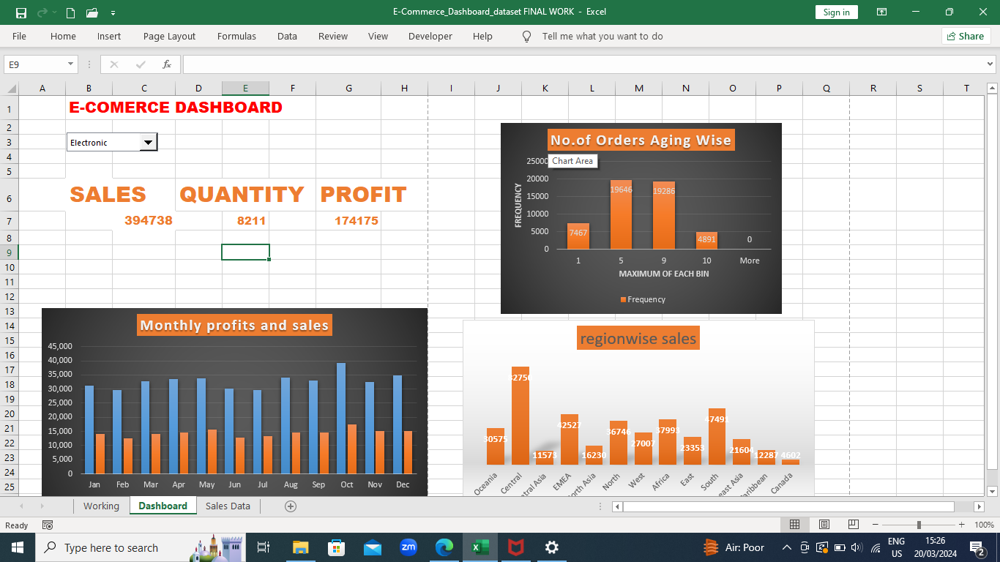 E-Commerce_Dashboard_dataset FINAL WORK - Excel
Sign in
File Home Insert Page Layout Formulas Data Review View Developer Help Tell me what you want to do
Share
E9
fx
A B C D E F G H I J K L M N O P Q R S T
1
2
3
4
5
6
7
8
9
10
11
12
13
14
15
16
17
18
19
20
21
22
23
24
25
E-COMERCE DASHBOARD
Electronic
SALES QUANTITY PROFIT
394738 8211 174175
No.of Orders Aging Wise
Chart Area
FREQUENCY
25000
20000
15000
10000
5000
0
7467 19646 19286 4891 0
1 5 9 10 More
MAXIMUM OF EACH BIN
Frequency
Monthly profits and sales
45,000
40,000
35,000
30,000
25,000
20,000
15,000
10,000
5,000
0
Jan Feb Mar Apr May Jun Jul Aug Sep Oct Nov Dec
regionwise sales
30575 11573 42527 16230 36746 27007 37993 23353 47491 21604 12287 4602
Oceania Central EMEA North West Africa East South Canada
Working Dashboard Sales Data
Ready
100%
Type here to search
zm
Air: Poor
ENG
US
15:26
20/03/2024
2